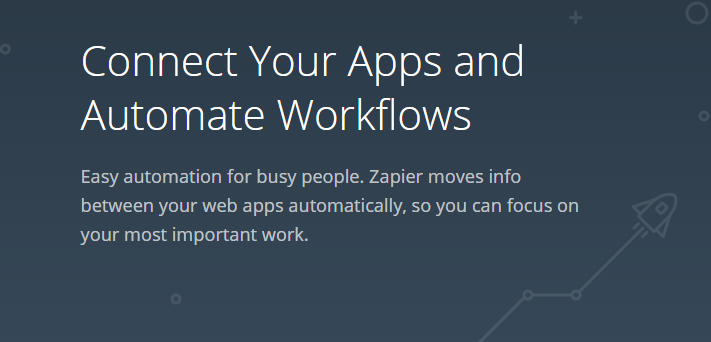 Connect Your Apps and
Automate Workflows
Easy automation for busy people. Zapier moves info
between your web apps automatically, so you can focus on
your most important work.